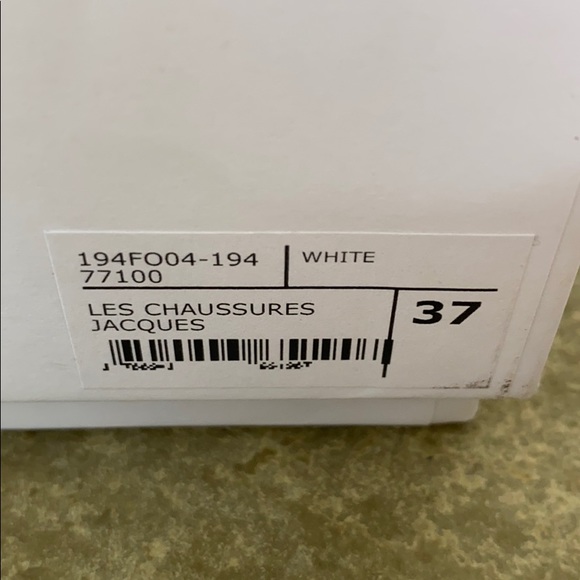 194FO04-194
77100
WHITE
LES CHAUSSURES
JACQUES
37